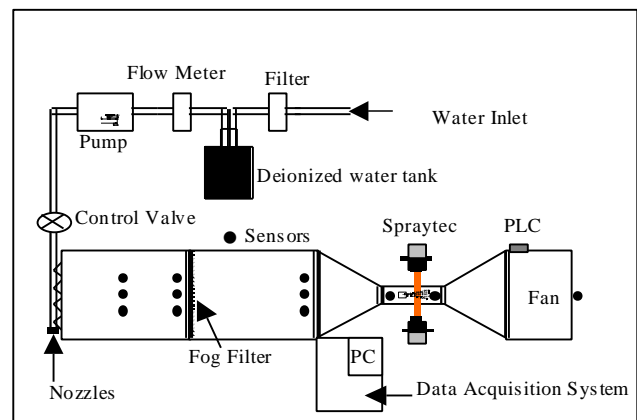 Flow Meter
Filter
Water Inlet
Pump
Deionized water tank
Control Valve
Sensors
Spraytec
PLC
Fan
Fog Filter
PC
Nozzles
Data Acquisition System